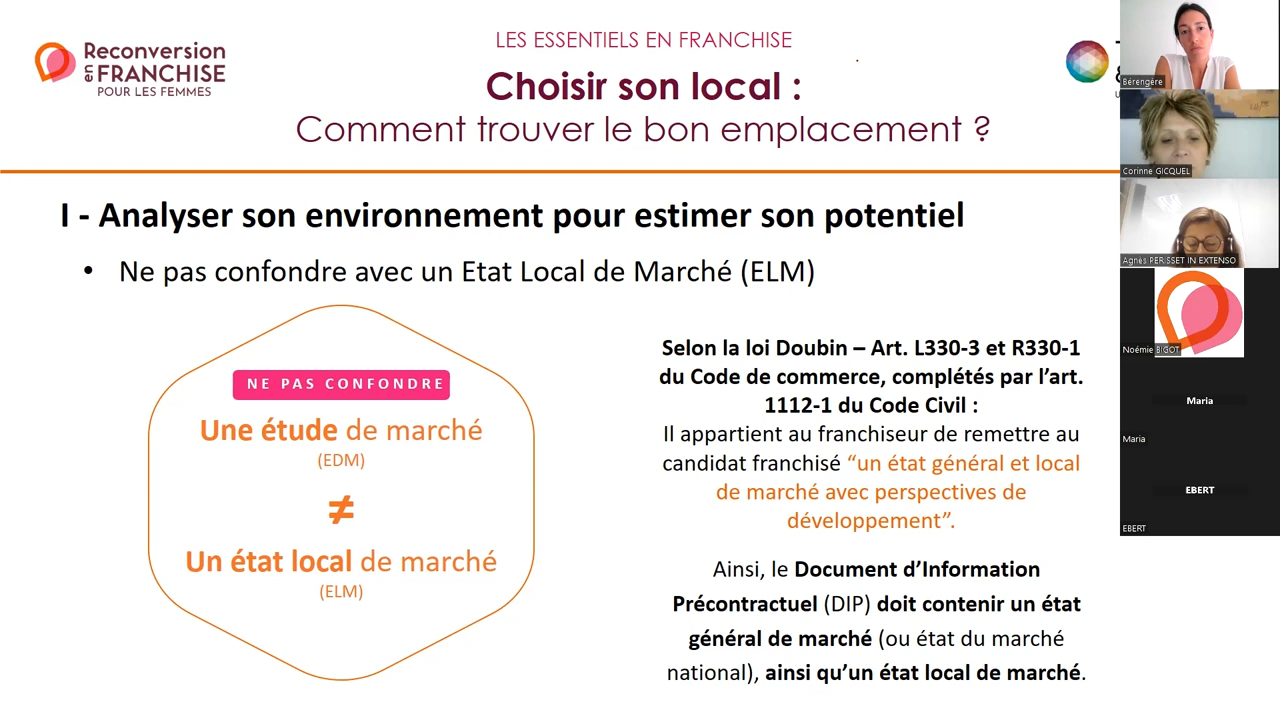 Reconversion
en FRANCHISE
POUR LES FEMMES
LES ESSENTIELS EN FRANCHISE
Choisir son local :
Comment trouver le bon emplacement ?
I - Analyser son environnement pour estimer son potentiel
• Ne pas confondre avec un Etat Local de Marché (ELM)
NE PAS CONFONDRE
Une étude de marché
(EDM)
≠
Un état local de marché
(ELM)
Selon la loi Doubin – Art. L330-3 et R330-1
du Code de commerce, complétés par l’art.
1112-1 du Code Civil :
Il appartient au franchiseur de remettre au
candidat franchisé “un état général et local
de marché avec perspectives de
développement”.
Ainsi, le Document d’Information
Précontractuel (DIP) doit contenir un état
général de marché (ou état du marché
national), ainsi qu’un état local de marché.
Bérengère
Corinne GICQUEL
Agnès PERISSET IN EXTENSO
Noémie BIGOT
Maria
Maria
EBERT
EBERT